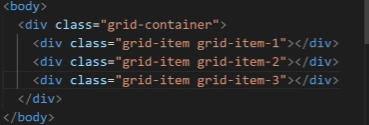 <body>
<div class="grid-container">
<div class="grid-item grid-item-1"></div>
<div class="grid-item grid-item-2"></div>
<div class="grid-item grid-item-3"></div>
</div>
</body>